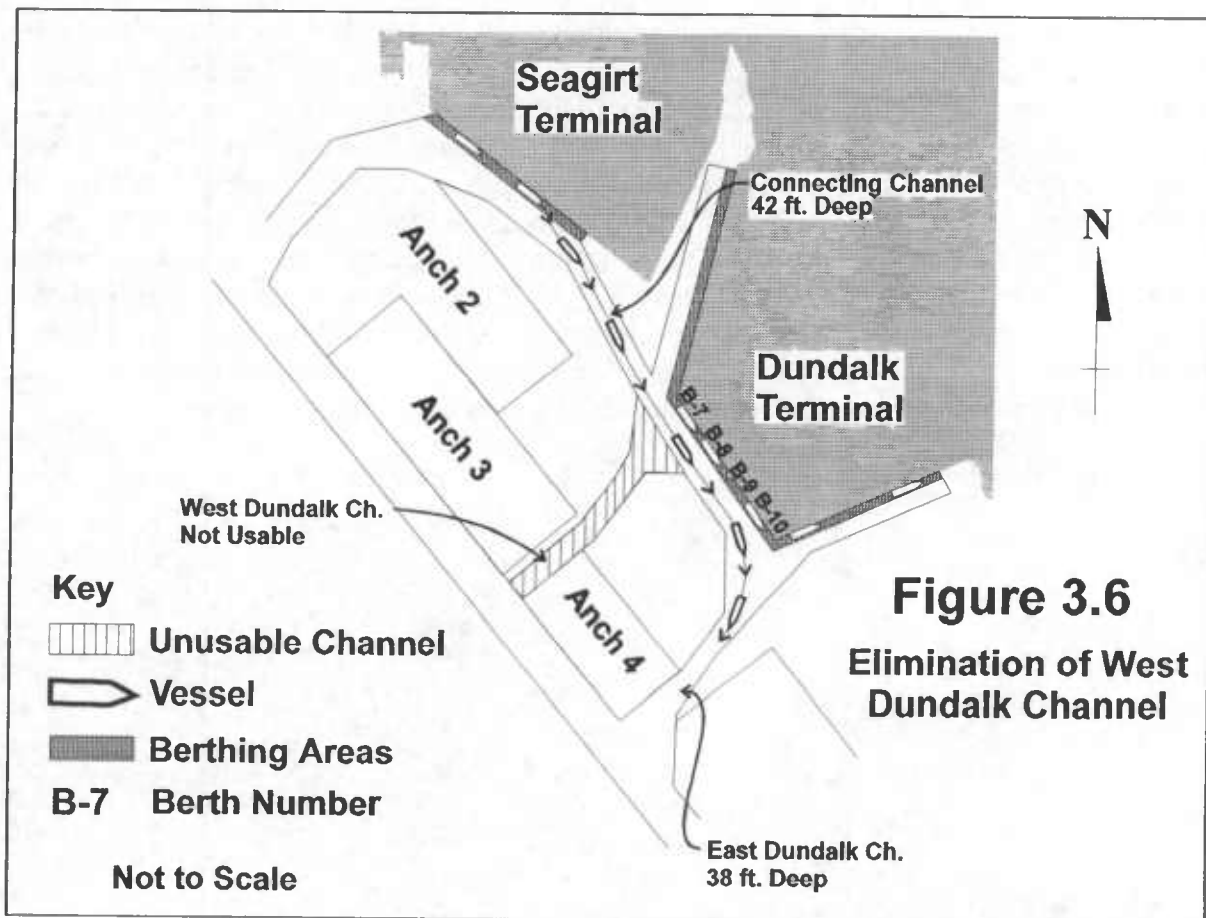 Seagirt
Terminal
Connecting Channel
42 ft. Deep
N
Anch 2
Anch 3
Dundalk
Terminal
B-7
B-8
B-9
B-10
West Dundalk Ch.
Not Usable
Anch 4
Key
Unusable Channel
Vessel
Berthing Areas
B-7 Berth Number
Not to Scale
Figure 3.6
Elimination of West
Dundalk Channel
East Dundalk Ch.
38 ft. Deep